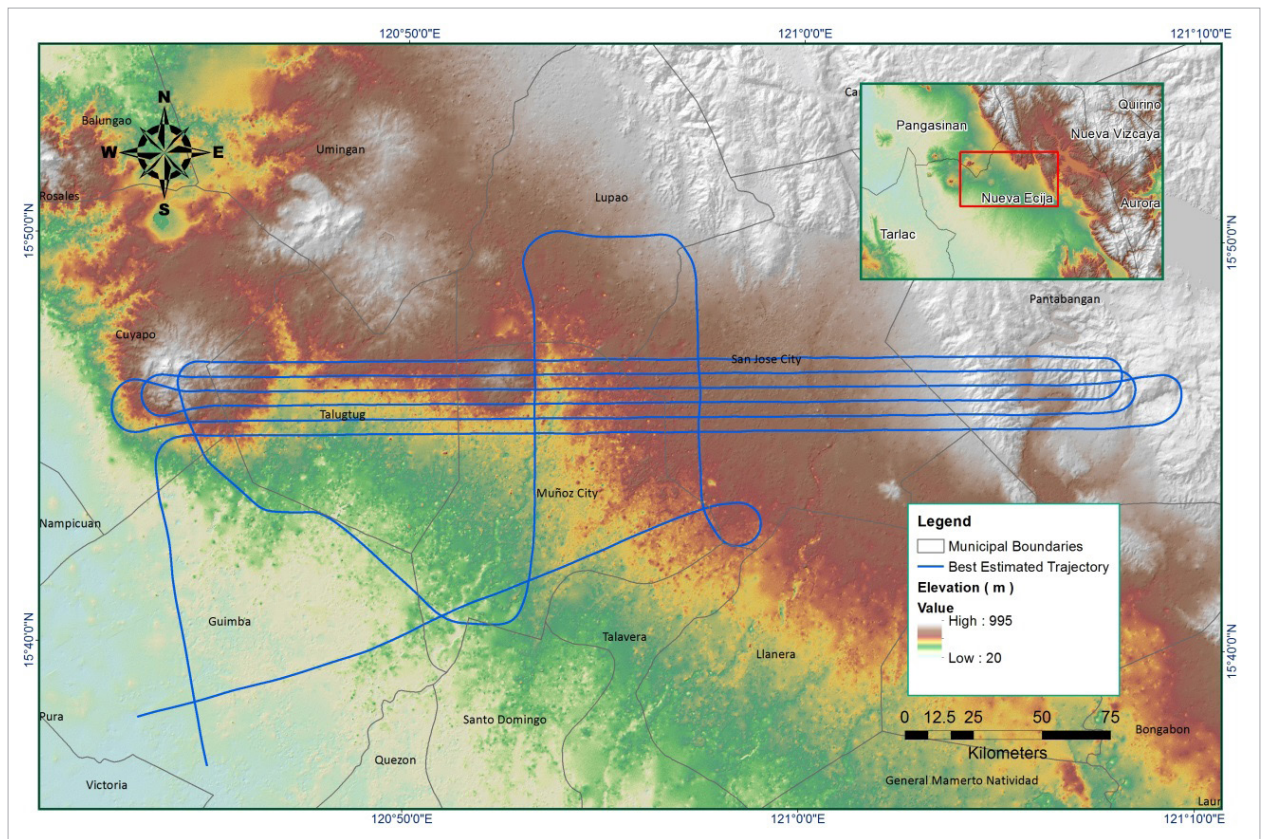 120°50'0"E
121°0'0"E
121°10'0"E
N
W
E
S
Balungao
Umingan
Rosales
Lupao
Ca
Pangasinan
Quirino
Nueva Vizcaya
Nueva Ecija
Aurora
Tarlac
15°50'0"N
15°50'0"N
Pantabangan
Cuyapo
San Jose City
Talugtug
Muñoz City
Nampicuan
Legend
Municipal Boundaries
Best Estimated Trajectory
Elevation ( m )
Value
High : 995
Low : 20
Guimba
Talavera
Llanera
15°40'0"N
15°40'0"N
Pura
Santo Domingo
0 12.5 25 50 75
Kilometers
Bongabon
Quezon
Victoria
General Mamerto Natividad
Laur
120°50'0"E
121°0'0"E
121°10'0"E